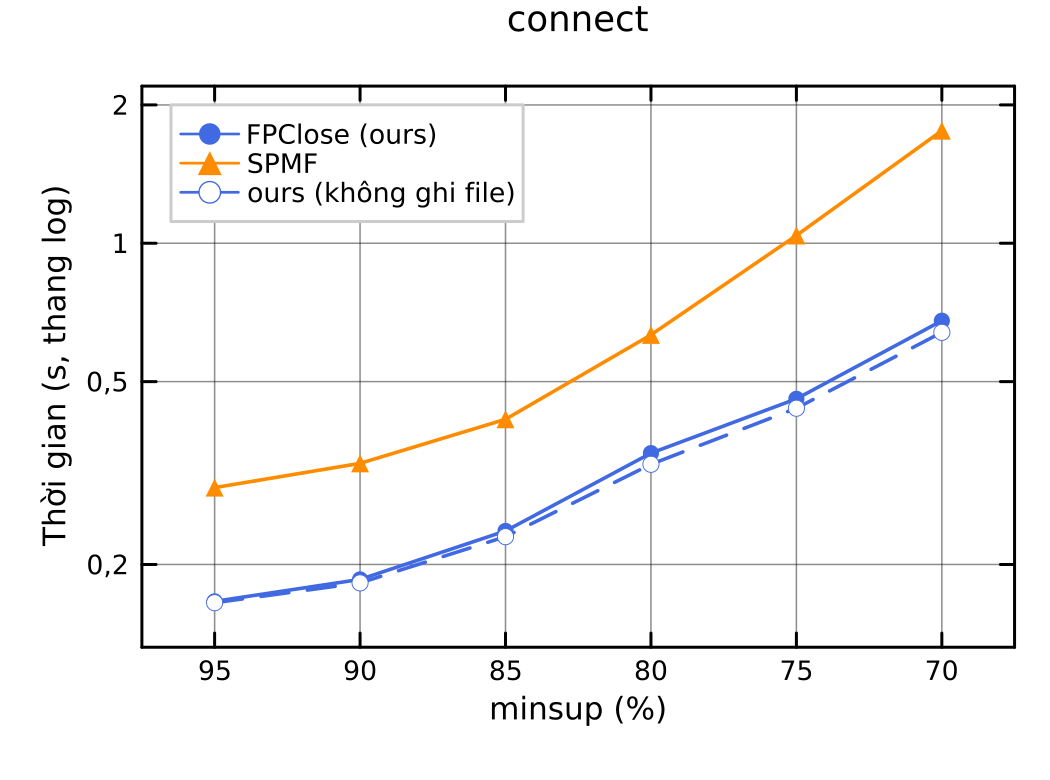 connect
2
1
0,5
0,2
Thời gian (s, thang log)
FPClose (ours)
SPMF
ours (không ghi file)
95 90 85 80 75 70
minsup (%)